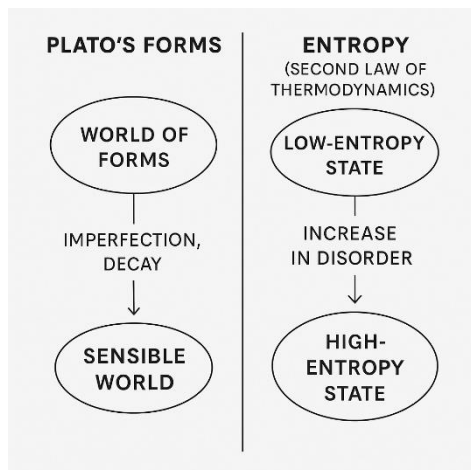 PLATO'S FORMS
WORLD OF
FORMS
IMPERFECTION,
DECAY
SENSIBLE
WORLD
ENTROPY
(SECOND LAW OF
THERMODYNAMICS)
LOW-ENTROPY
STATE
INCREASE
IN DISORDER
HIGH-
ENTROPY
STATE